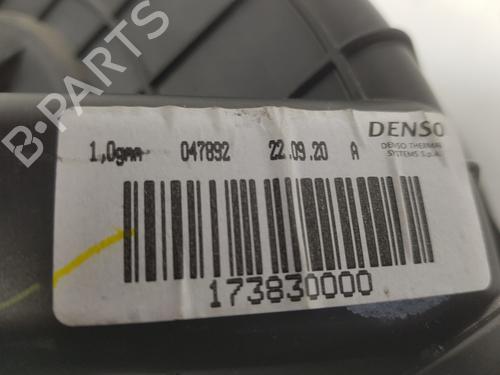 B-PARTS
1,0gmm 047892 22.09.20 A
DENSO
DENSO THERMAL
SYSTEMS S.p.A.
173830000